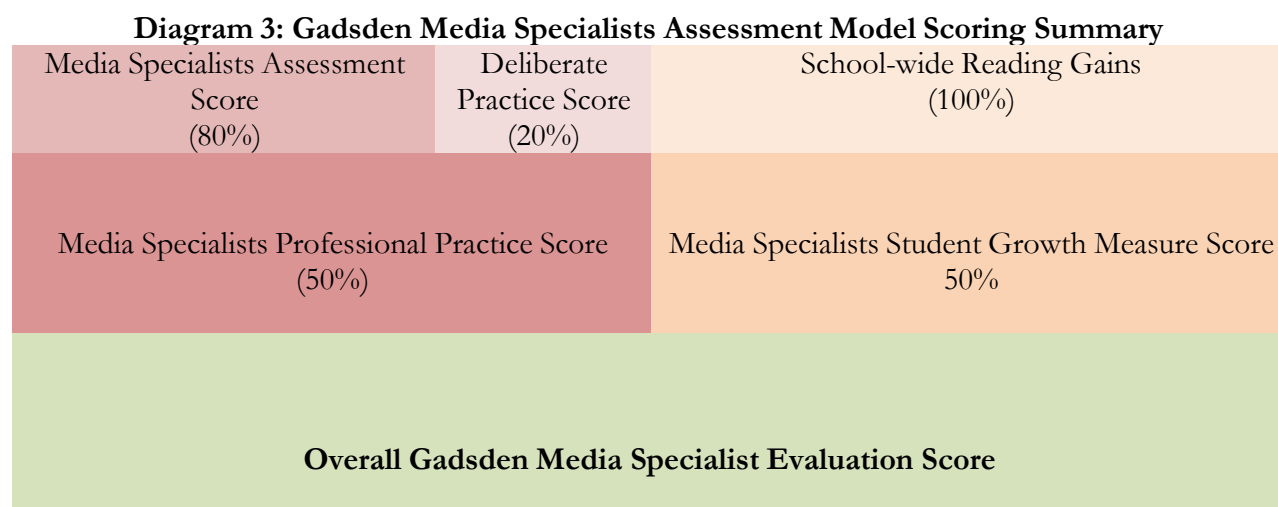 Diagram 3: Gadsden Media Specialists Assessment Model Scoring Summary
Media Specialists Assessment
Score
(80%)
Deliberate
Practice Score
(20%)
School-wide Reading Gains
(100%)
Media Specialists Professional Practice Score
(50%)
Media Specialists Student Growth Measure Score
50%
Overall Gadsden Media Specialist Evaluation Score